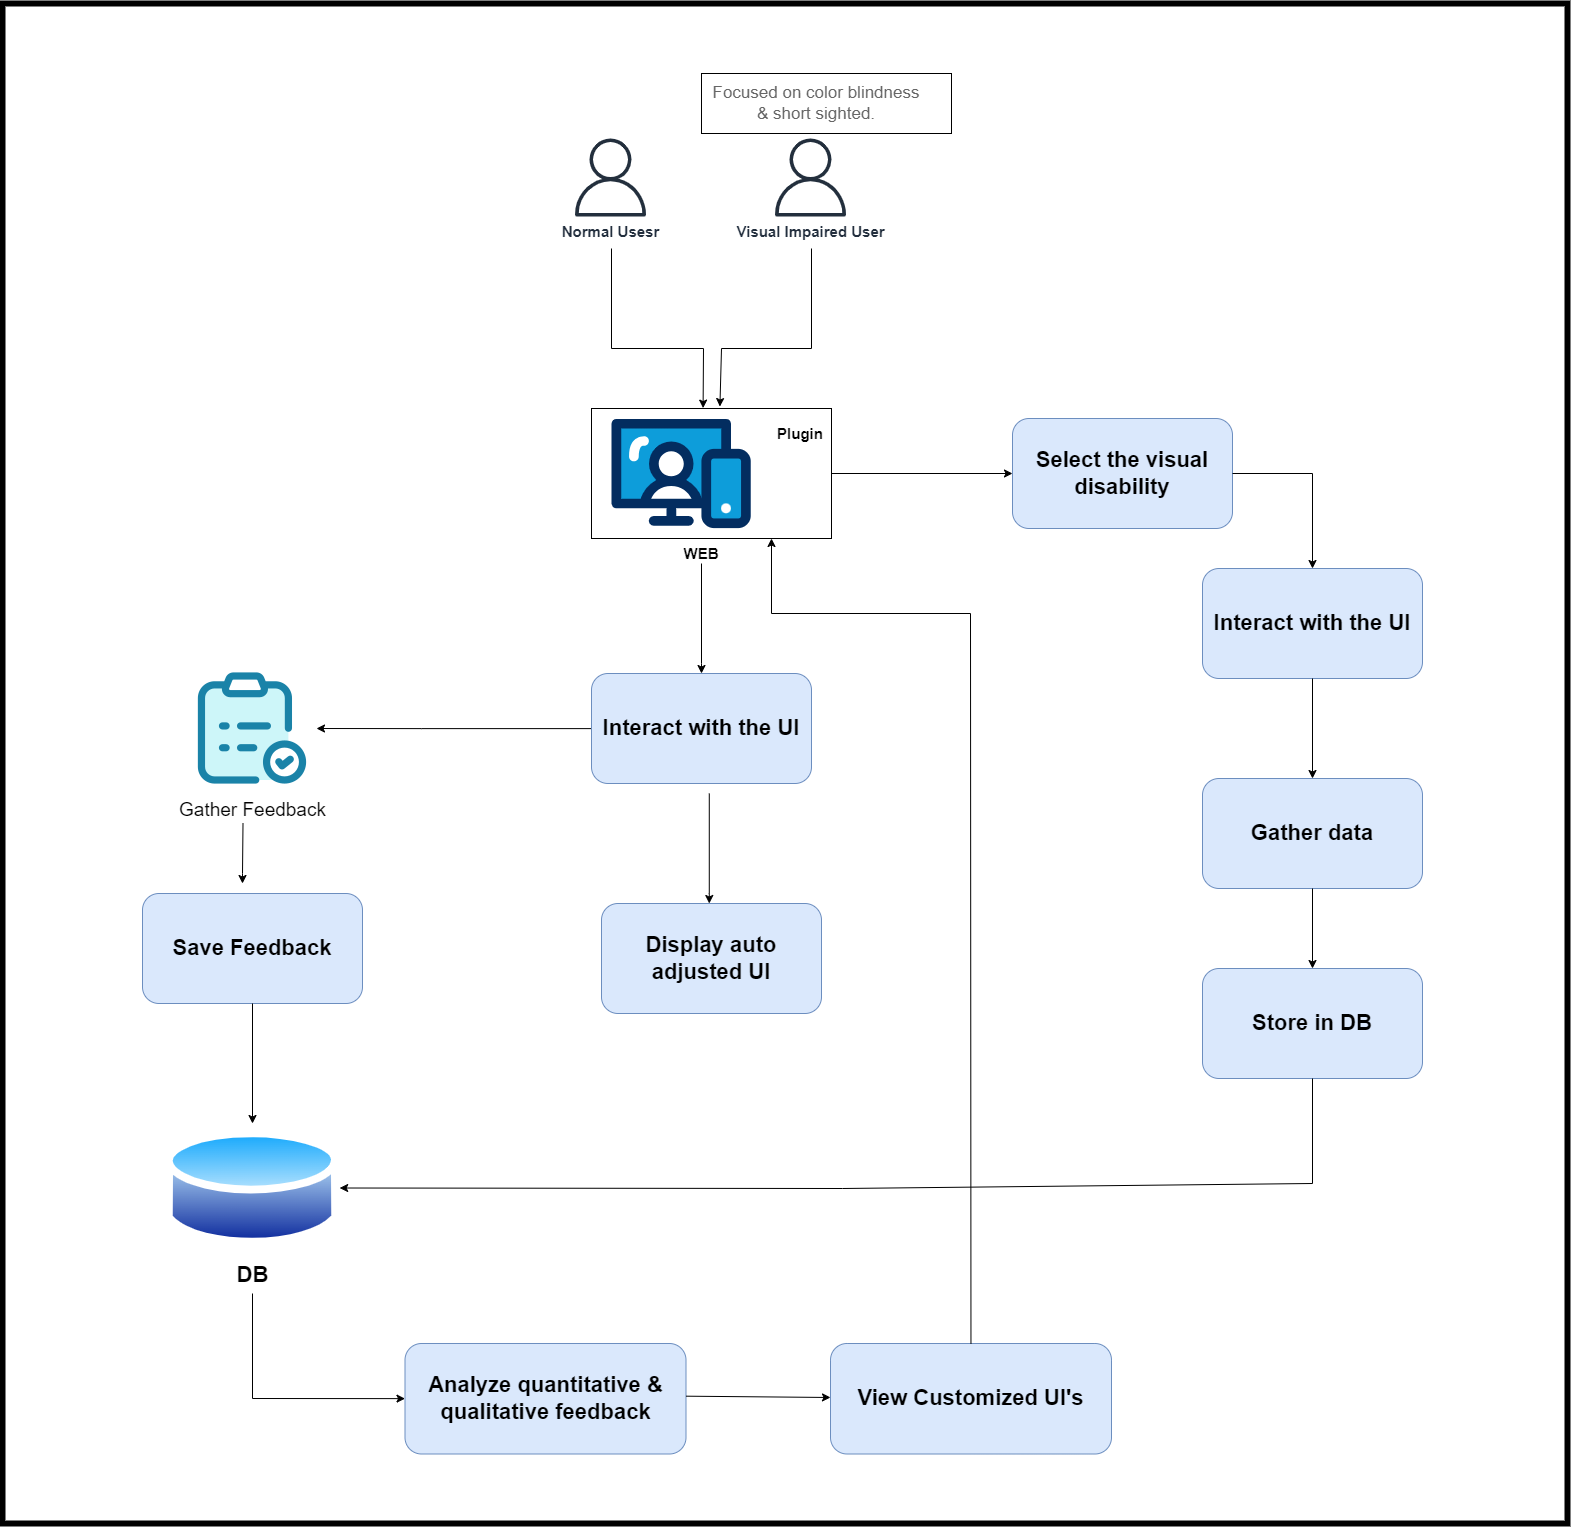 Focused on color blindness
& short sighted.
Normal Usesr
Visual Impaired User
Plugin
WEB
Select the visual
disability
Interact with the UI
Interact with the UI
Gather Feedback
Gather data
Save Feedback
Display auto
adjusted UI
Store in DB
DB
Analyze quantitative &
qualitative feedback
View Customized UI's